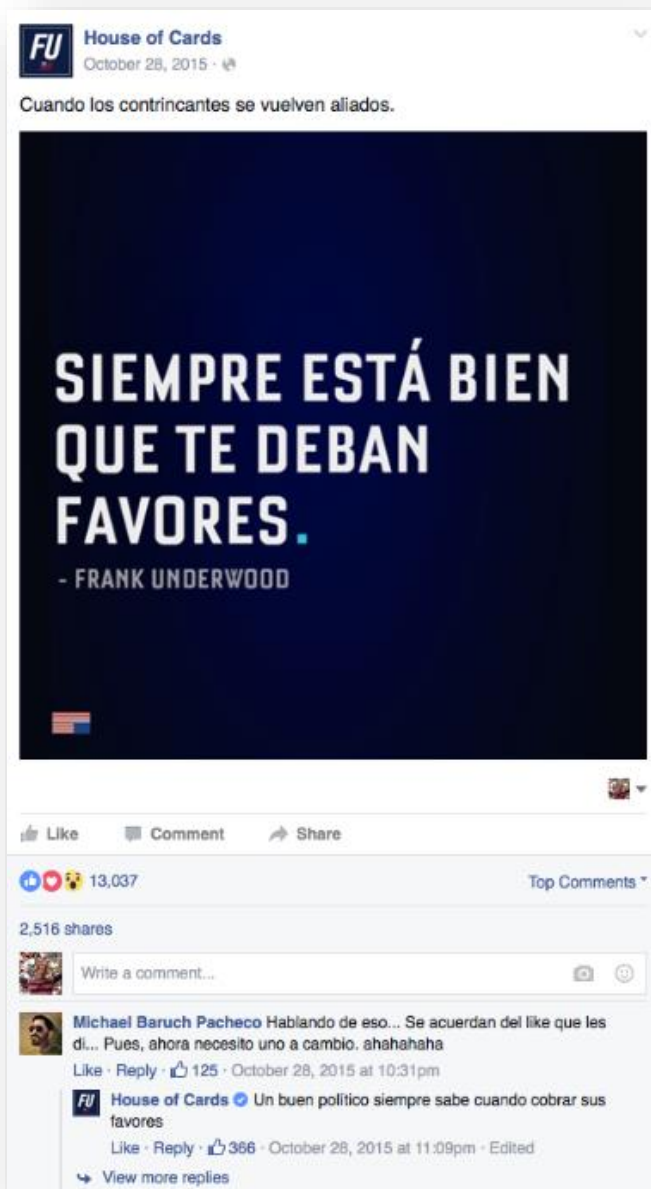 FU
House of Cards
October 28, 2015 ·
Cuando los contrincantes se vuelven aliados.
SIEMPRE ESTÁ BIEN
QUE TE DEBAN
FAVORES.
- FRANK UNDERWOOD
Like Comment Share
13,037 Top Comments
2,516 shares
Write a comment...
Michael Baruch Pacheco Hablando de eso... Se acuerdan del like que les
di... Pues, ahora necesito uno a cambio. ahahahaha
Like · Reply · 125 · October 28, 2015 at 10:31pm
FU House of Cards Un buen político siempre sabe cuando cobrar sus
favores
Like · Reply · 366 · October 28, 2015 at 11:09pm · Edited
View more replies